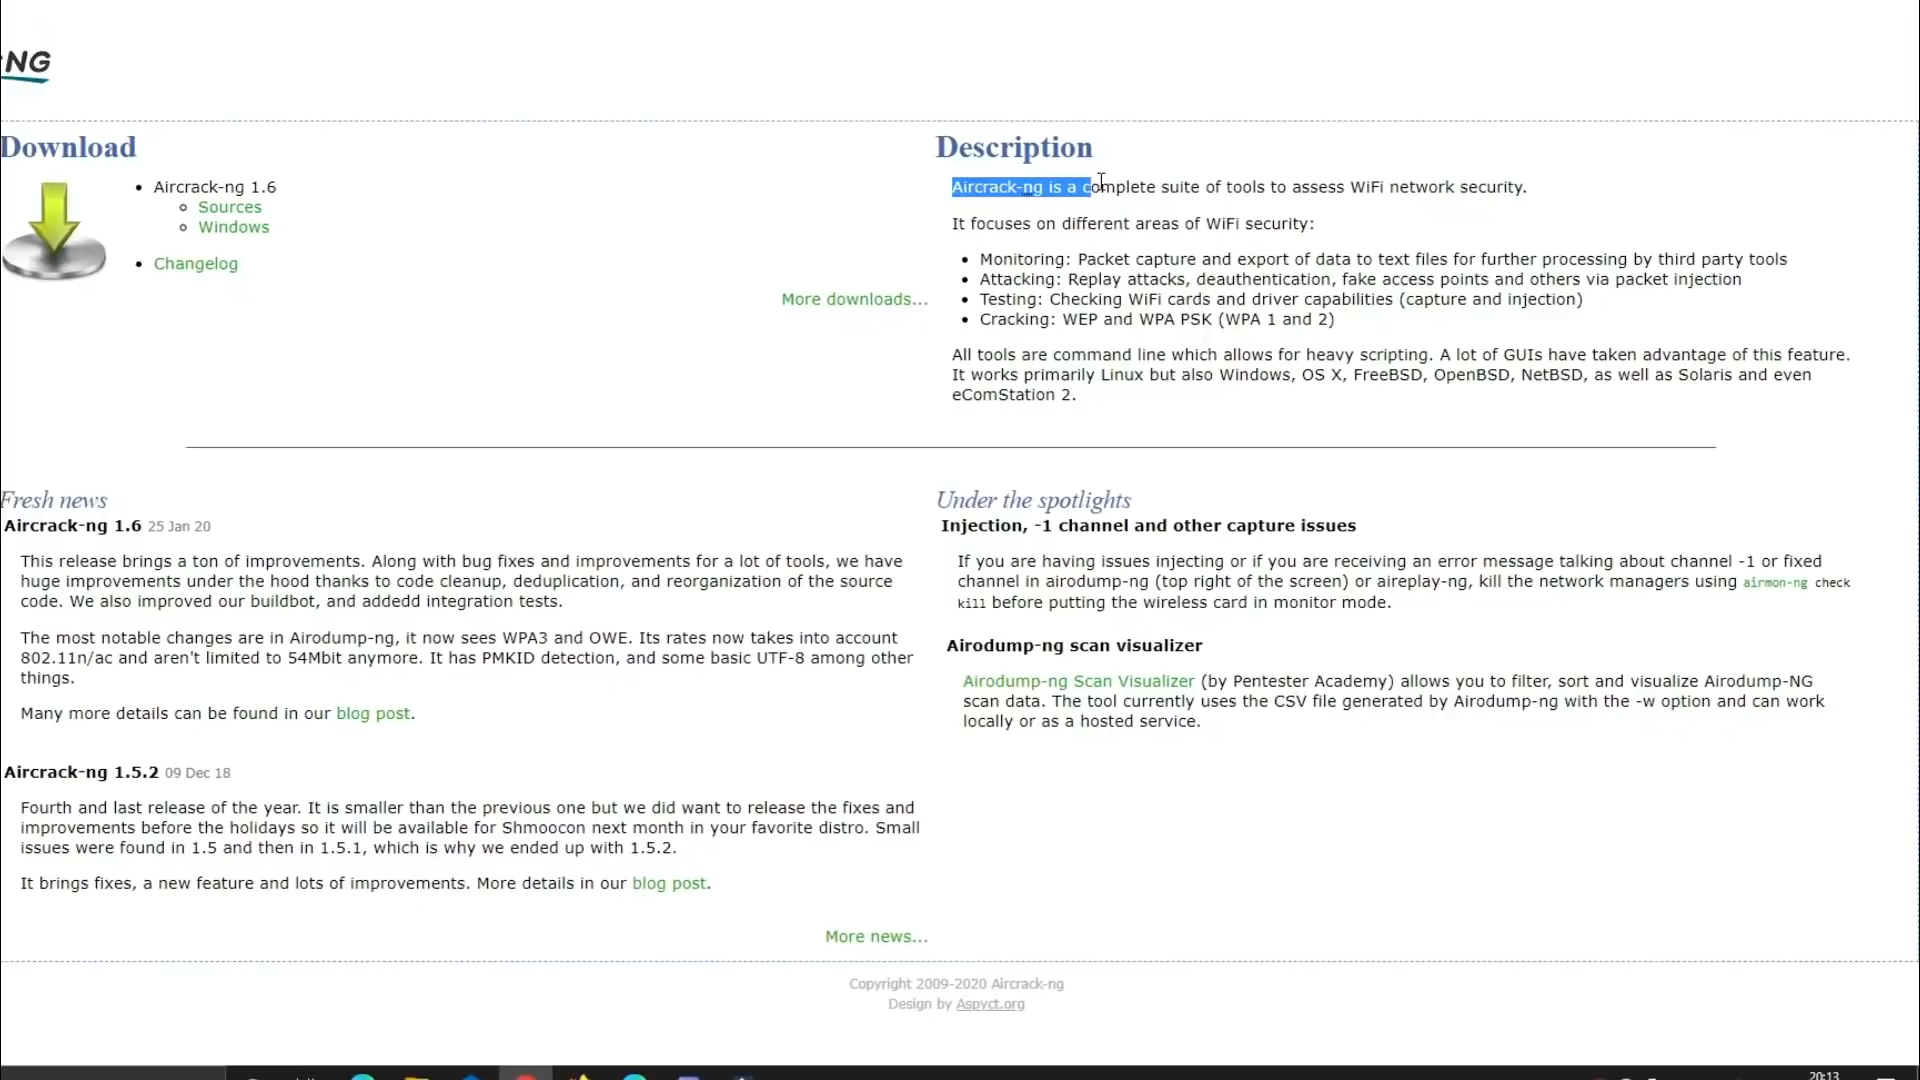 NG
Download
Aircrack-ng 1.6
Sources
Windows
Changelog
More downloads...
Description
Aircrack-ng is a complete suite of tools to assess WiFi network security.
It focuses on different areas of WiFi security:
Monitoring: Packet capture and export of data to text files for further processing by third party tools
Attacking: Replay attacks, deauthentication, fake access points and others via packet injection
Testing: Checking WiFi cards and driver capabilities (capture and injection)
Cracking: WEP and WPA PSK (WPA 1 and 2)
All tools are command line which allows for heavy scripting. A lot of GUIs have taken advantage of this feature.
It works primarily Linux but also Windows, OS X, FreeBSD, OpenBSD, NetBSD, as well as Solaris and even
eComStation 2.
Fresh news
Aircrack-ng 1.6 25 Jan 20
This release brings a ton of improvements. Along with bug fixes and improvements for a lot of tools, we have
huge improvements under the hood thanks to code cleanup, deduplication, and reorganization of the source
code. We also improved our buildbot, and addedd integration tests.
The most notable changes are in Airodump-ng, it now sees WPA3 and OWE. Its rates now takes into account
802.11n/ac and aren't limited to 54Mbit anymore. It has PMKID detection, and some basic UTF-8 among other
things.
Many more details can be found in our blog post.
Aircrack-ng 1.5.2 09 Dec 18
Fourth and last release of the year. It is smaller than the previous one but we did want to release the fixes and
improvements before the holidays so it will be available for Shmoocon next month in your favorite distro. Small
issues were found in 1.5 and then in 1.5.1, which is why we ended up with 1.5.2.
It brings fixes, a new feature and lots of improvements. More details in our blog post.
More news...
Under the spotlights
Injection, -1 channel and other capture issues
If you are having issues injecting or if you are receiving an error message talking about channel -1 or fixed
channel in airodump-ng (top right of the screen) or aireplay-ng, kill the network managers using airmon-ng check
kill before putting the wireless card in monitor mode.
Airodump-ng scan visualizer
Airodump-ng Scan Visualizer (by Pentester Academy) allows you to filter, sort and visualize Airodump-NG
scan data. The tool currently uses the CSV file generated by Airodump-ng with the -w option and can work
locally or as a hosted service.
Copyright 2009-2020 Aircrack-ng
Design by Aspyct.org
20:13